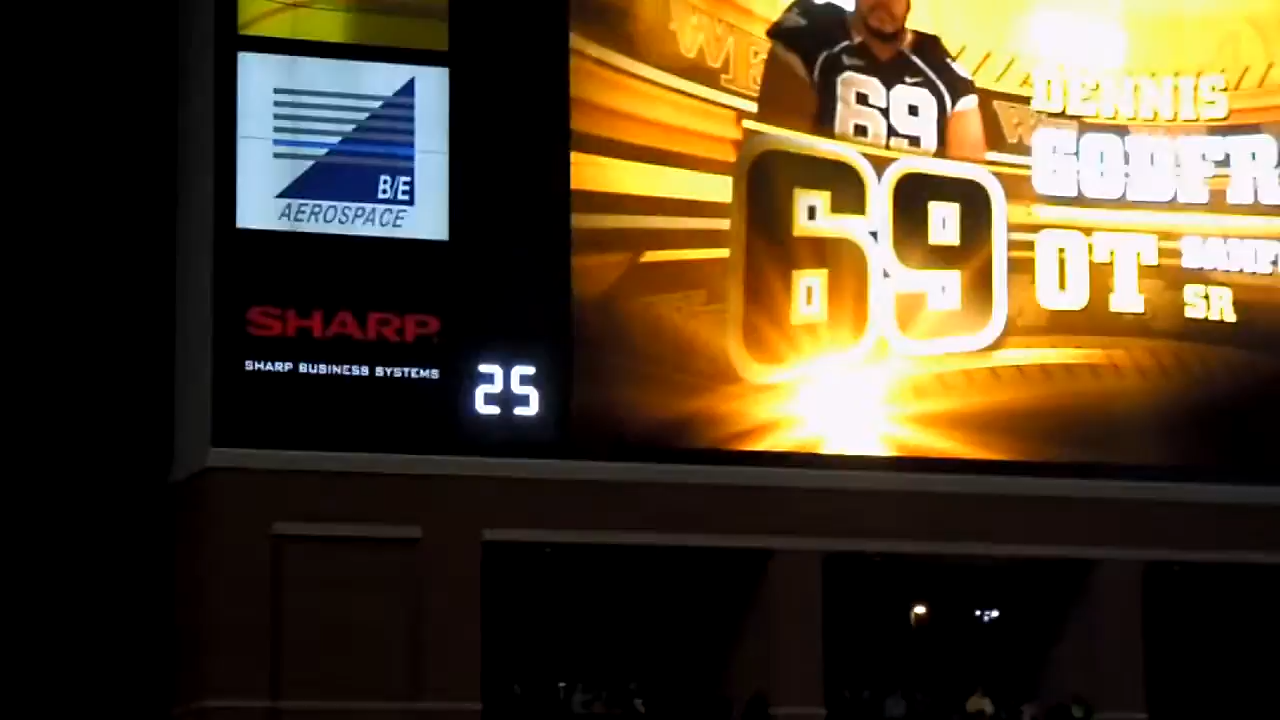 B/E
AEROSPACE
SHARP
SHARP BUSINESS SYSTEMS
25
69
69
DENNIS
OT
SR